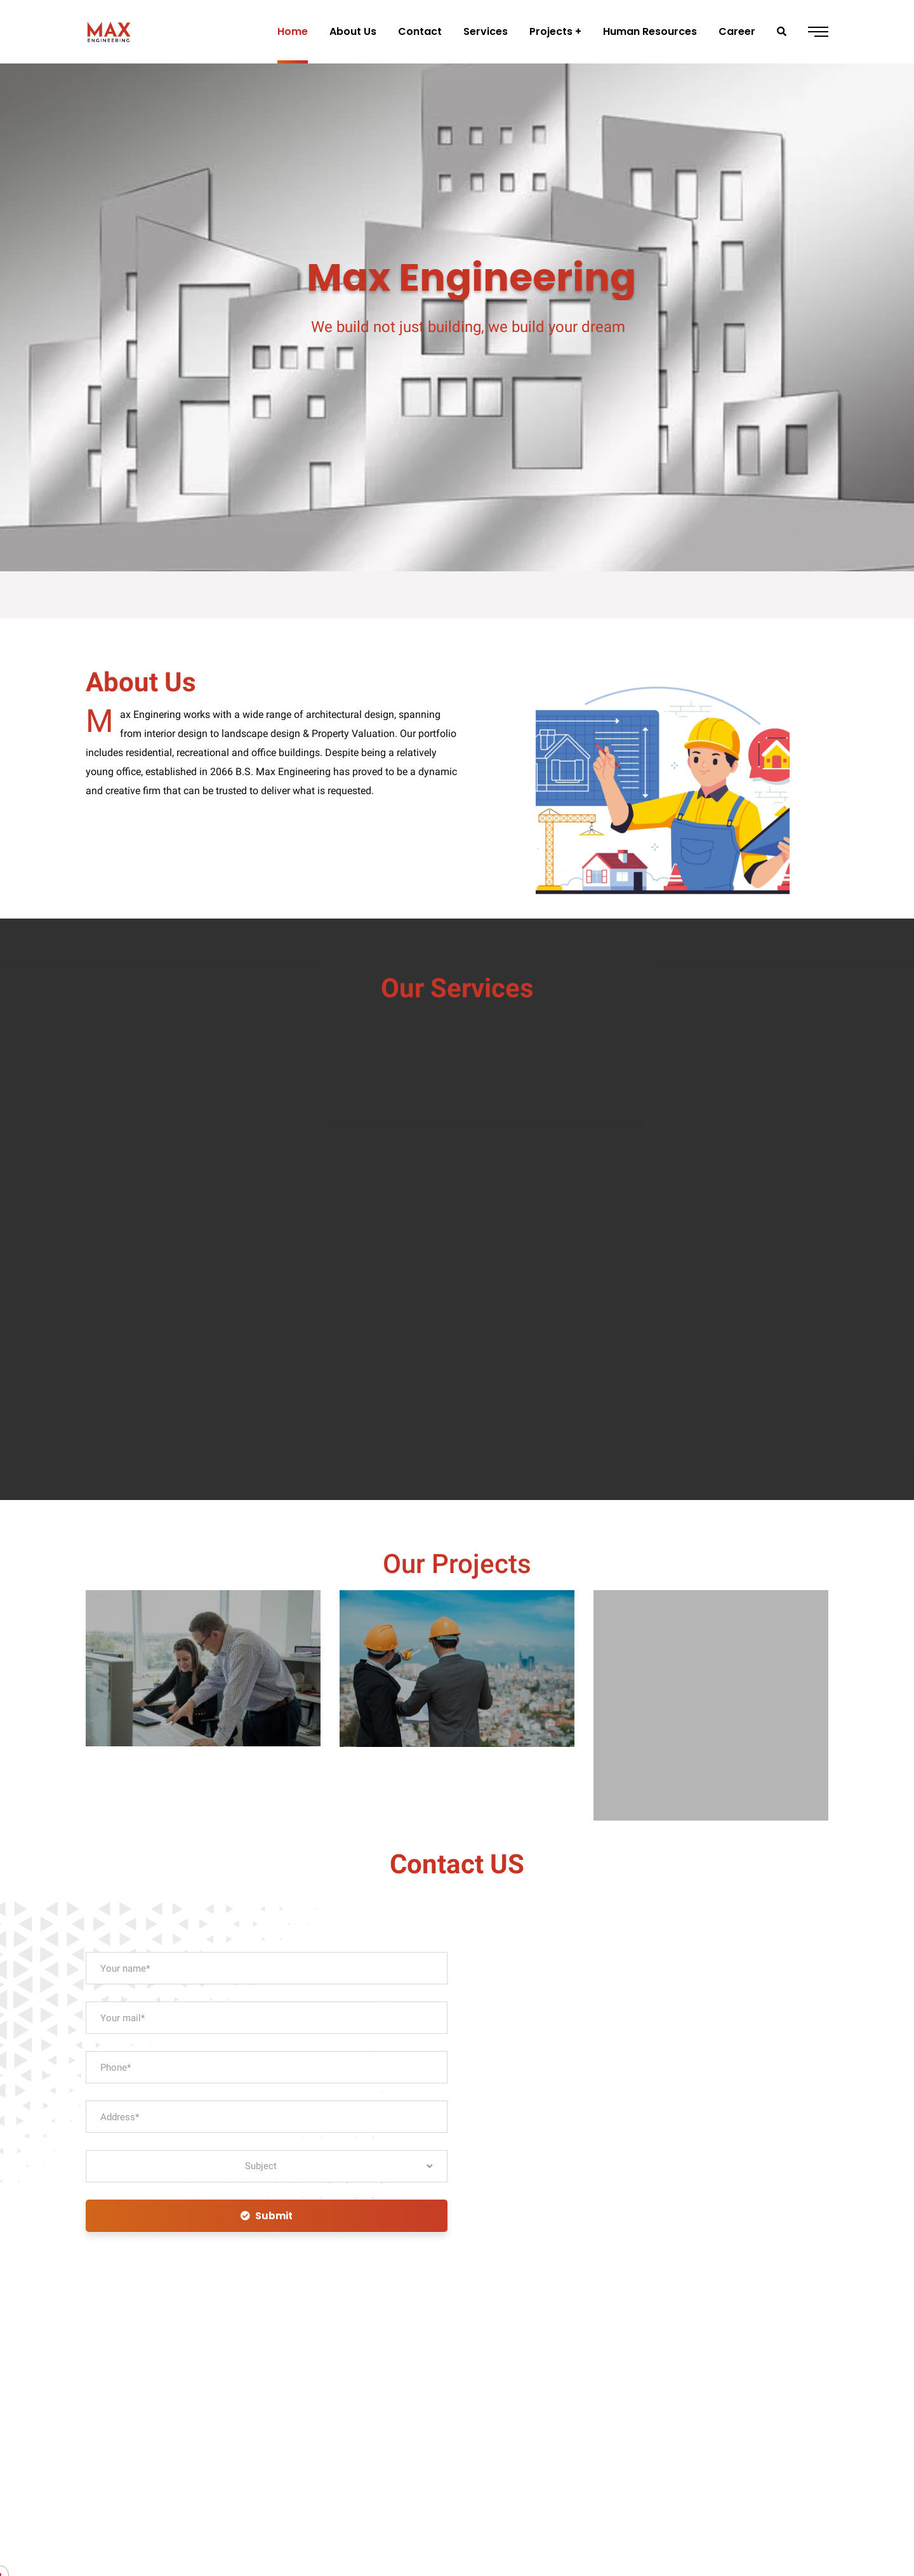 MAX
ENGINEERING
Home About Us Contact Services Projects + Human Resources Career
Max Engineering
We build not just building, we build your dream
About Us
Max Enginering works with a wide range of architectural design, spanning
from interior design to landscape design & Property Valuation. Our portfolio
includes residential, recreational and office buildings. Despite being a relatively
young office, established in 2066 B.S. Max Engineering has proved to be a dynamic
and creative firm that can be trusted to deliver what is requested.
Our Services
Our Projects
Contact US
Your name*
Your mail*
Phone*
Address*
Subject
Submit